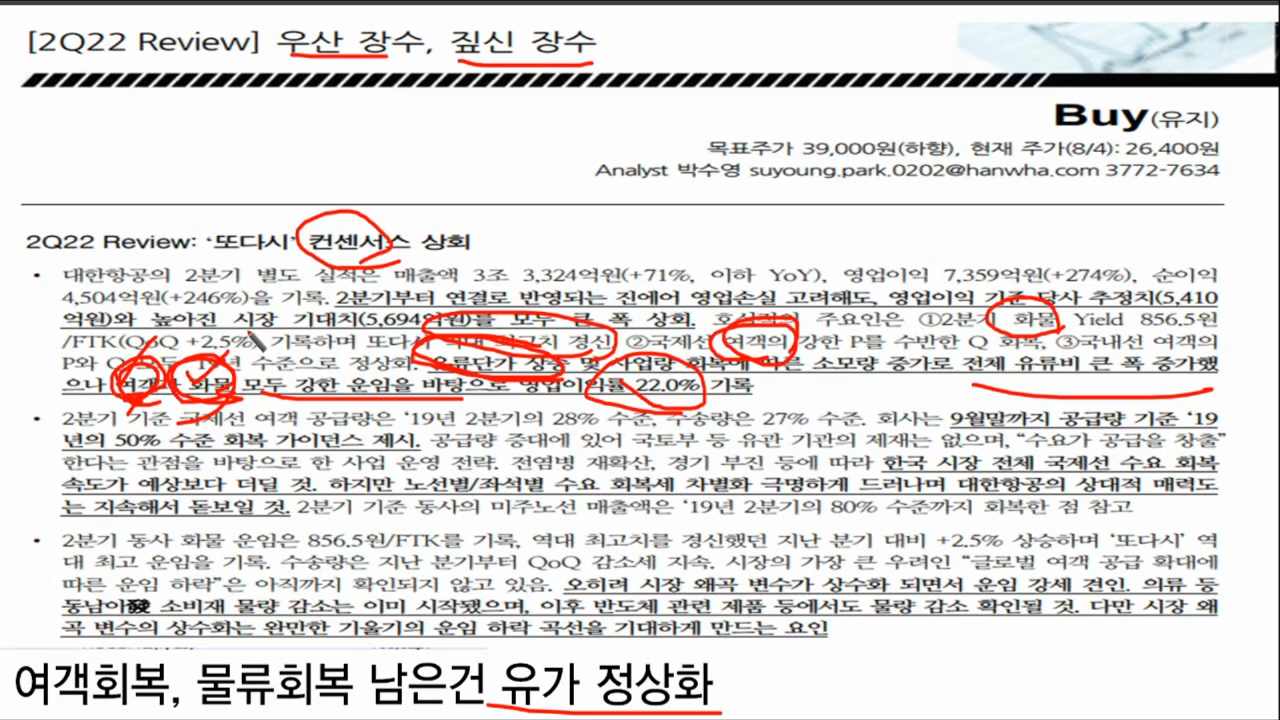 [2Q22 Review] 우산 장수, 짚신 장수
Buy(유지)
목표주가 39,000원(하향), 현재 주가(8/4): 26,400원
Analyst 박수영 suyoung.park.0202@hanwha.com 3772-7634
2Q22 Review: ‘또다시’ 컨센서스 상회
• 대한항공의 2분기 별도 실적은 매출액 3조 3,324억원(+71%, 이하 YoY), 영업이익 7,359억원(+274%), 순이익
4,504억원(+246%)을 기록. 2분기부터 연결로 반영되는 진에어 영업손실 고려해도, 영업이익 기준 당사 추정치(5,410
억원)와 높아진 시장 기대치(5,694억원)를 모두 큰 폭 상회. 호실적의 주요인은 ①2분기 화물 Yield 856.5원
/FTK(QoQ +2.5%) 기록하며 또다시 최고치 경신, ②국제선 여객의 강한 P를 수반한 Q 회복, ③국내선 여객의
P와 Q 수준으로 정상화. 유류단가 상승 및 사업량 회복에 따른 소모량 증가로 전체 유류비 큰 폭 증가했
으나 여객과 화물 모두 강한 운임을 바탕으로 영업이익률 22.0% 기록
• 2분기 기준 국제선 여객 공급량은 ‘19년 2분기의 28% 수준, 수송량은 27% 수준. 회사는 9월말까지 공급량 기준 ‘19
년의 50% 수준 회복 가이던스 제시. 공급량 증대에 있어 국토부 등 유관 기관의 제재는 없으며, “수요가 공급을 창출”
한다는 관점을 바탕으로 한 사업 운영 전략. 전염병 재확산, 경기 부진 등에 따라 한국 시장 전체 국제선 수요 회복
속도가 예상보다 더딜 것. 하지만 노선별/좌석별 수요 회복세 차별화 극명하게 드러나며 대한항공의 상대적 매력도
는 지속해서 돋보일 것. 2분기 기준 동사의 미주노선 매출액은 ‘19년 2분기의 80% 수준까지 회복한 점 참고
• 2분기 동사 화물 운임은 856.5원/FTK를 기록, 역대 최고치를 경신했던 지난 분기 대비 +2.5% 상승하며 ‘또다시’ 역
대 최고 운임을 기록. 수송량은 지난 분기부터 QoQ 감소세 지속. 시장의 가장 큰 우려인 “글로벌 여객 공급 확대에
따른 운임 하락”은 아직까지 확인되지 않고 있음. 오히려 시장 왜곡 변수가 상수화 되면서 운임 강세 견인. 의류 등
동남아發 소비재 물량 감소는 이미 시작됐으며, 이후 반도체 관련 제품 등에서도 물량 감소 확인될 것. 다만 시장 왜
곡 변수의 상수화는 완만한 기울기의 운임 하락 곡선을 기대하게 만드는 요인
여객회복, 물류회복 남은건 유가 정상화